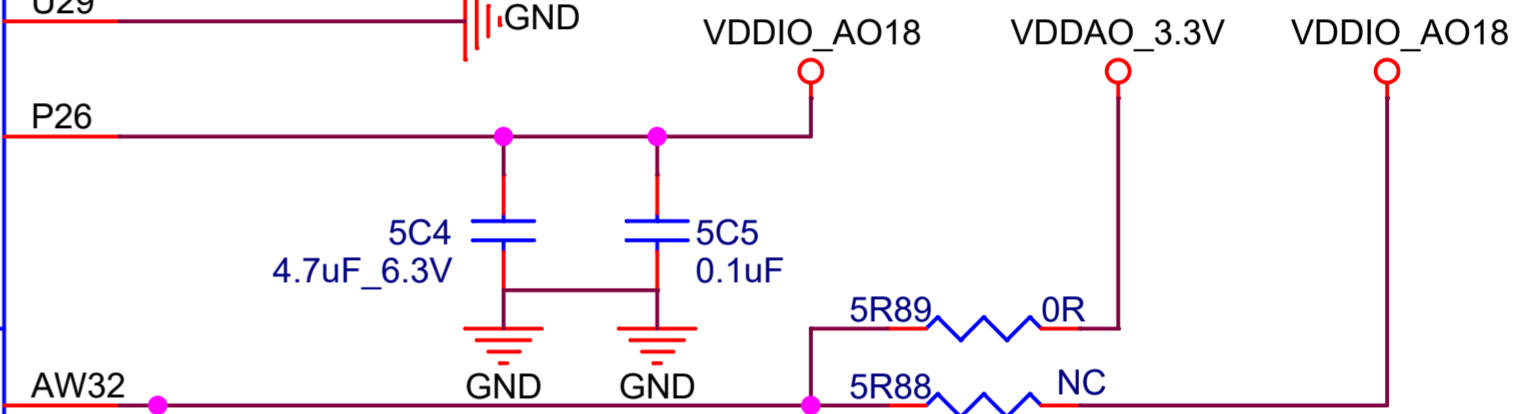 U29
GND
VDDIO_AO18
VDDAO_3.3V
VDDIO_AO18
P26
5C4
4.7uF_6.3V
5C5
0.1uF
5R89
0R
AW32
GND
GND
5R88
NC